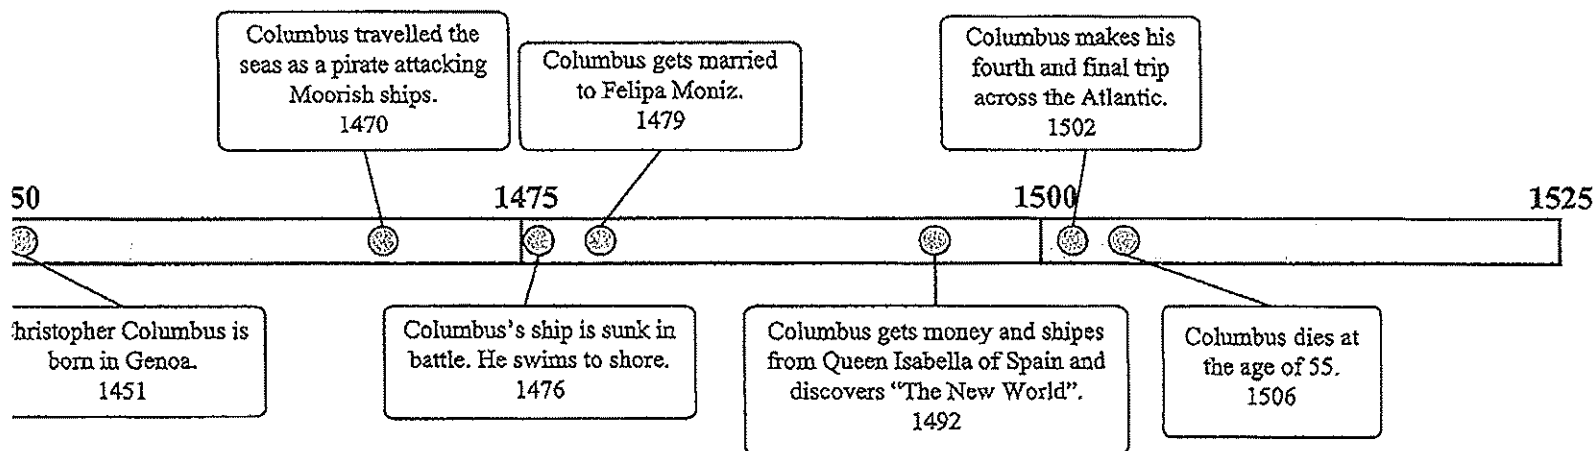 Columbus travelled the
seas as a pirate attacking
Moorish ships.
1470
Columbus gets married
to Felipa Moniz.
1479
Columbus makes his
fourth and final trip
across the Atlantic.
1502
50
1475
1500
1525
hristopher Columbus is
born in Genoa.
1451
Columbus's ship is sunk in
battle. He swims to shore.
1476
Columbus gets money and shipes
from Queen Isabella of Spain and
discovers "The New World".
1492
Columbus dies at
the age of 55.
1506